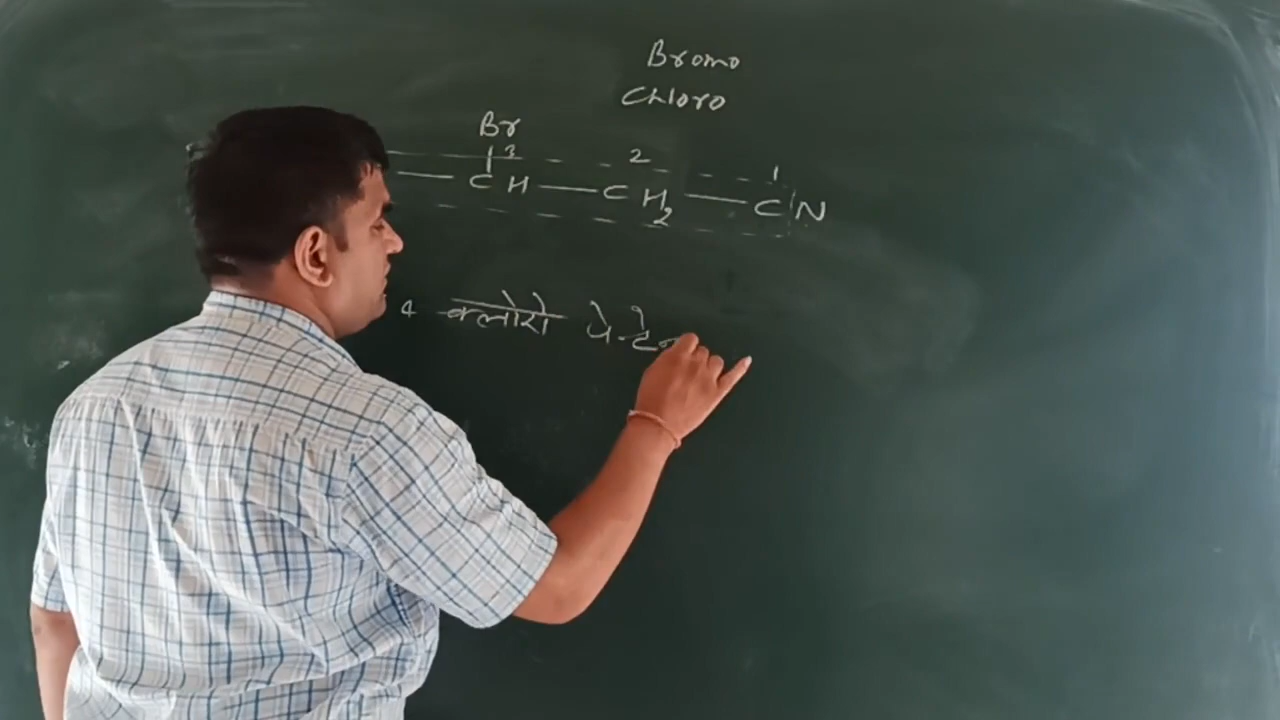 Bromo
Chloro
Br
3 2 1
— CH — CH2 — CN
4 क्लोरो पेन्टेन